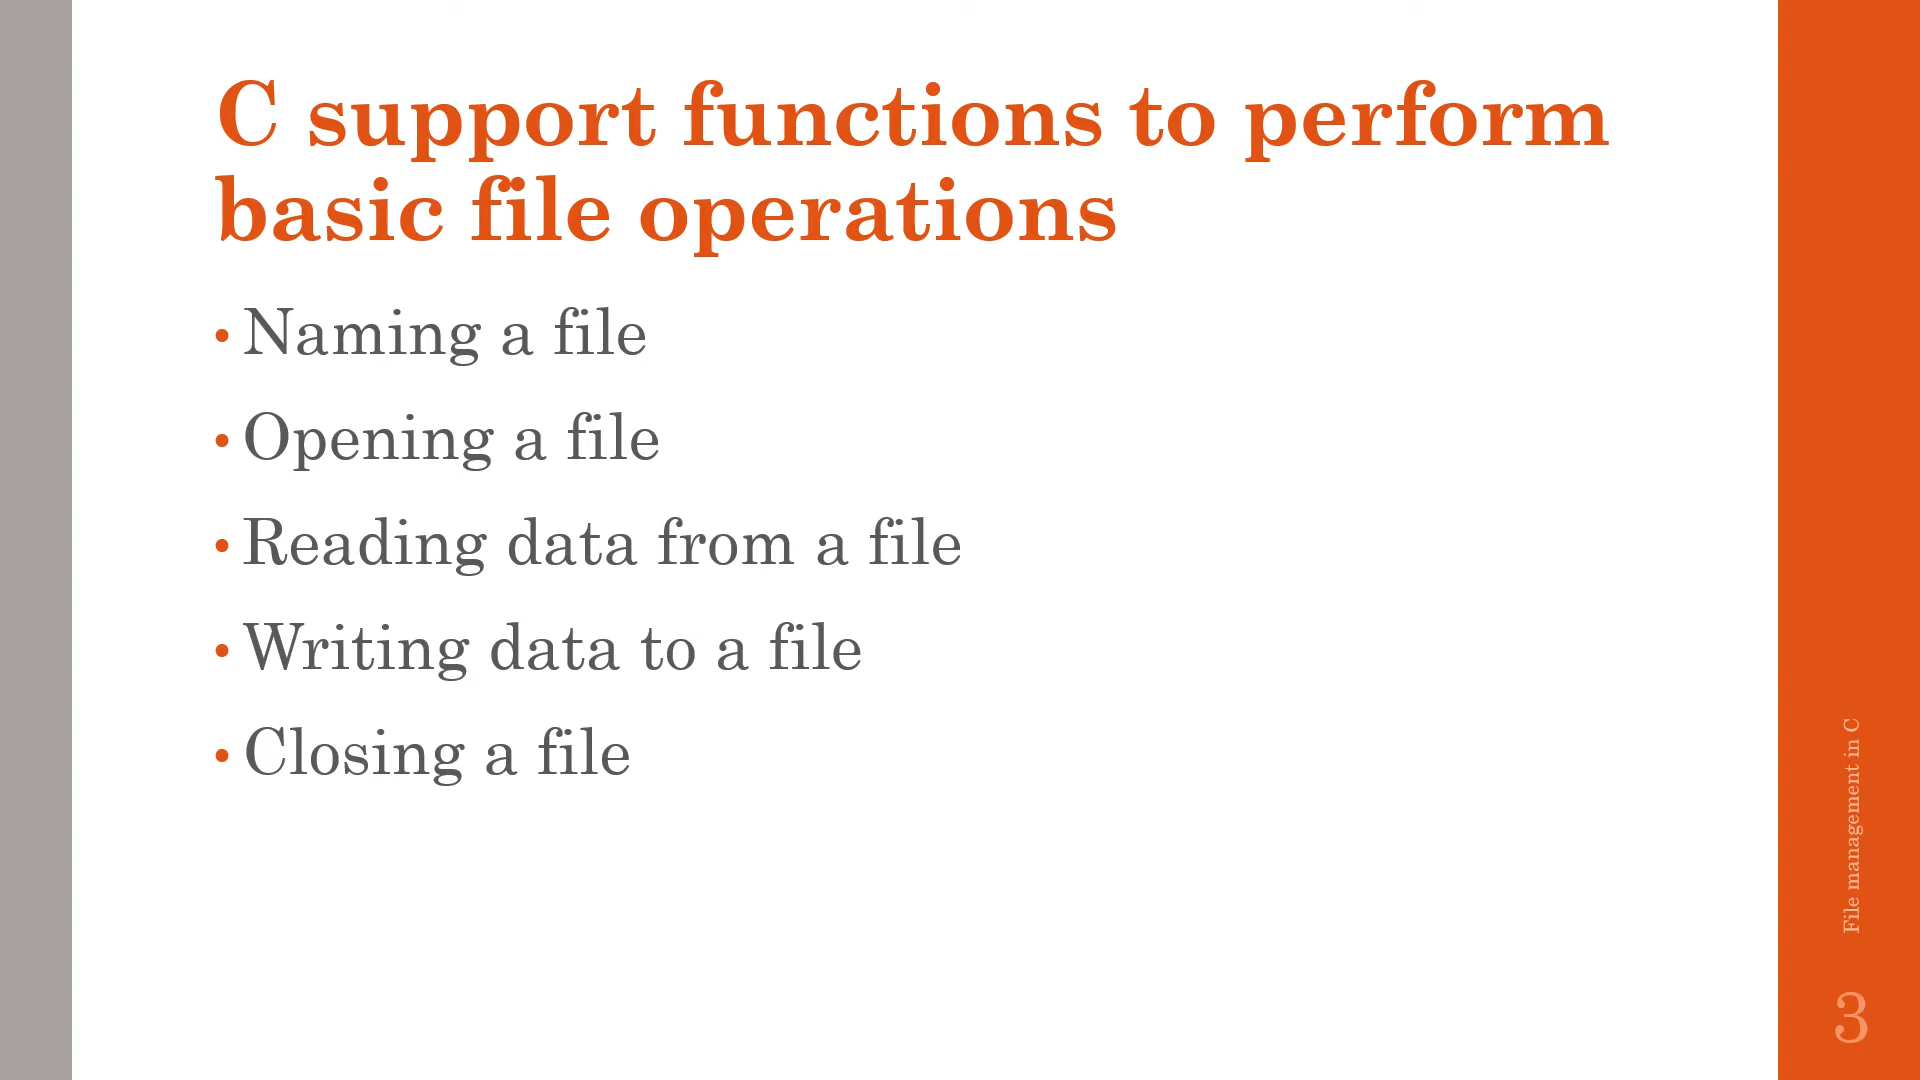 C support functions to perform
basic file operations
• Naming a file
• Opening a file
• Reading data from a file
• Writing data to a file
• Closing a file
File management in C
3